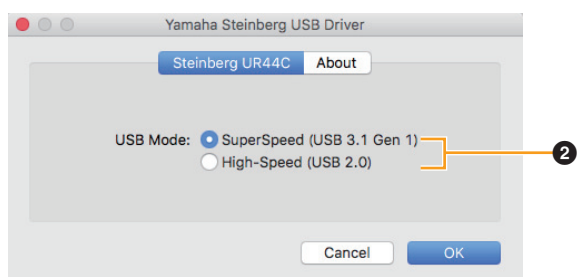 Yamaha Steinberg USB Driver
Steinberg UR44C About
USB Mode: SuperSpeed (USB 3.1 Gen 1)
High-Speed (USB 2.0)
2
Cancel OK